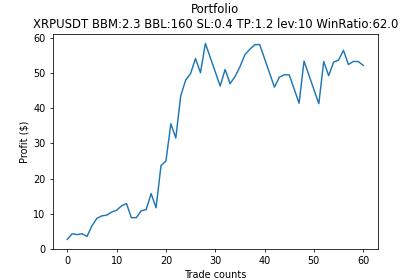 Portfolio
XRPUSDT BBM:2.3 BBL:160 SL:0.4 TP:1.2 lev:10 WinRatio:62.0
60
50
40
30
20
10
0
Profit ($)
0 10 20 30 40 50 60
Trade counts